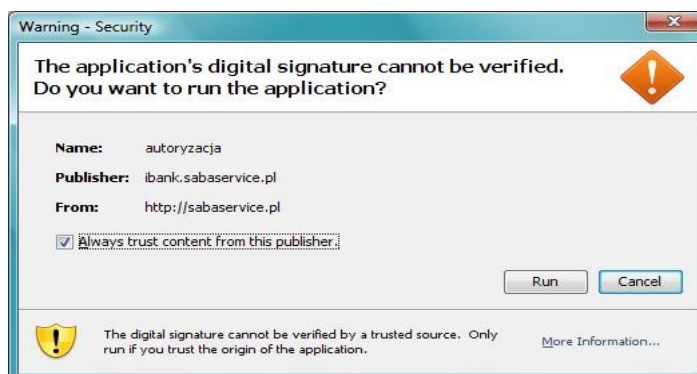 Warning - Security
The application's digital signature cannot be verified.
Do you want to run the application?
Name: autoryzacja
Publisher: ibank.sabaservice.pl
From: http://sabaservice.pl
Always trust content from this publisher.
Run Cancel
The digital signature cannot be verified by a trusted source. Only
run if you trust the origin of the application.
More Information...